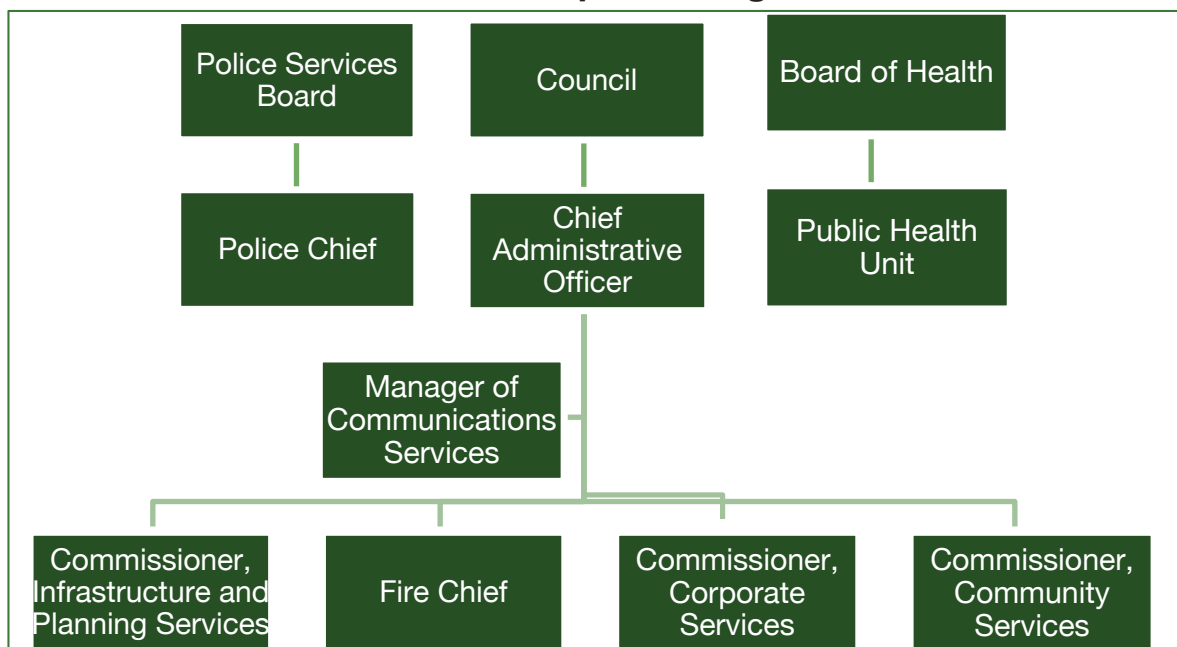 Police Services
Board
Council
Board of Health
Police Chief
Chief
Administrative
Officer
Public Health
Unit
Manager of
Communications
Services
Commissioner,
Infrastructure and
Planning Services
Fire Chief
Commissioner,
Corporate
Services
Commissioner,
Community
Services